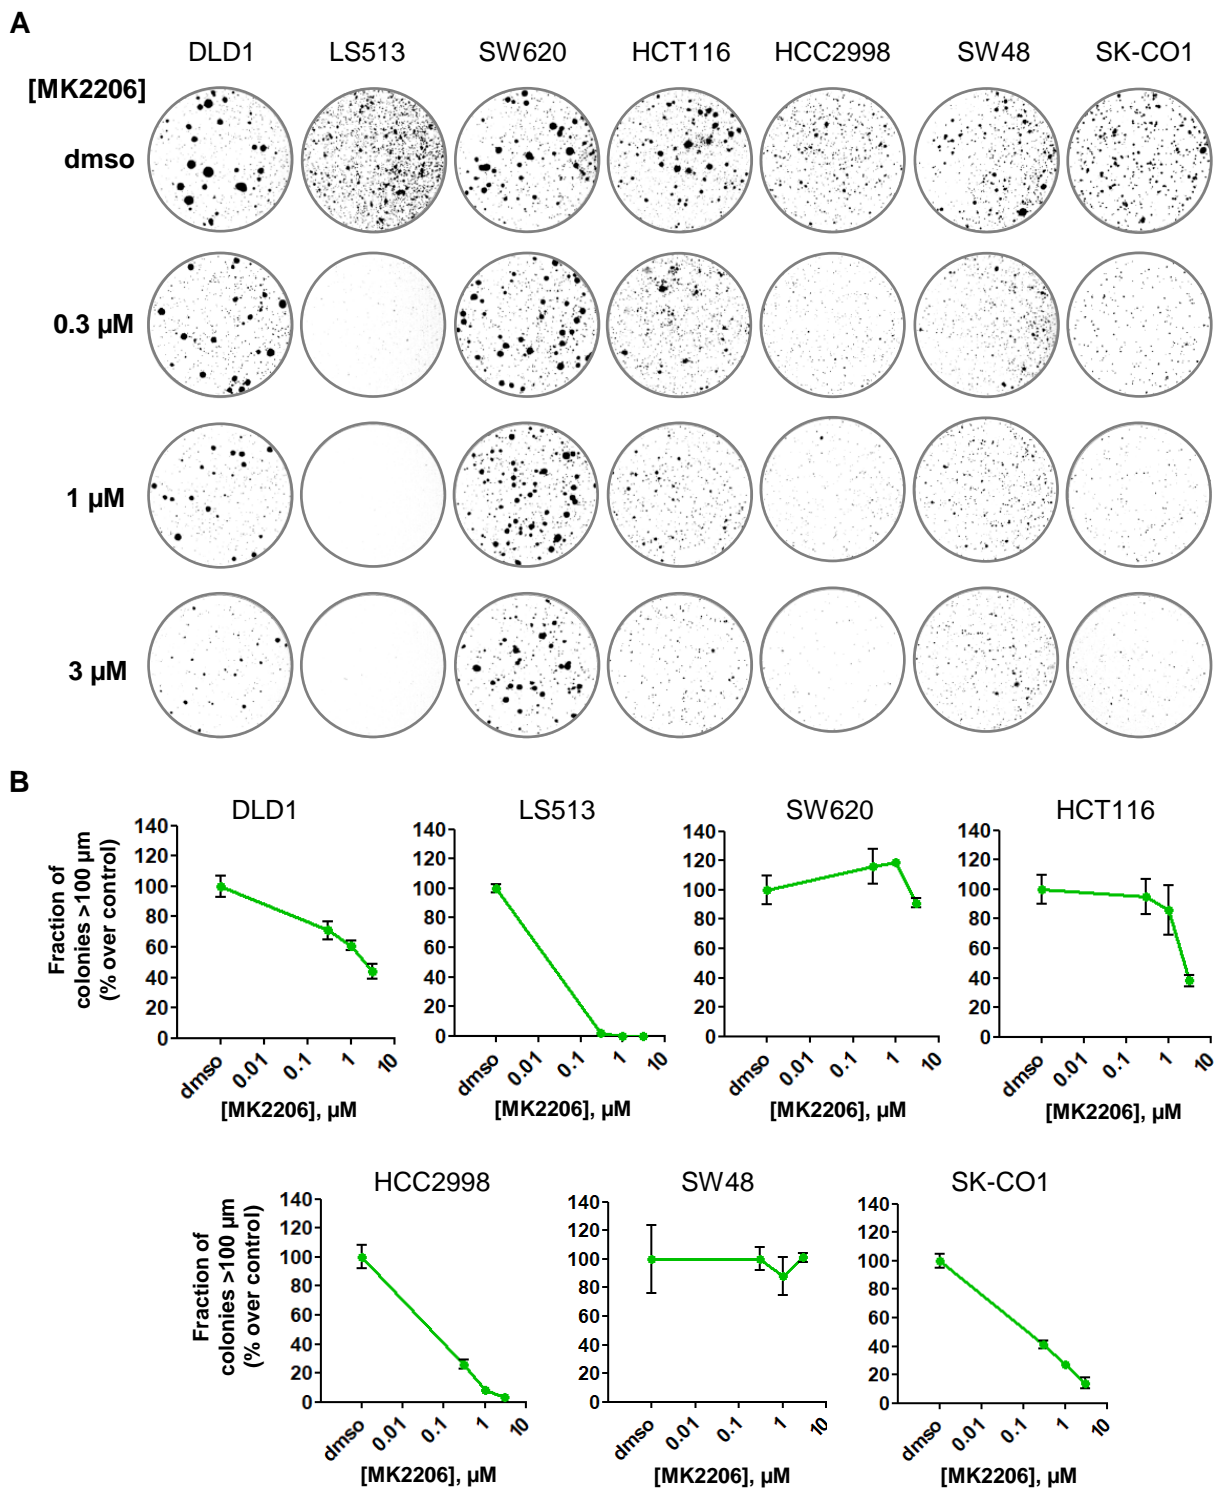 A
DLD1 LS513 SW620 HCT116 HCC2998 SW48 SK-CO1
[MK2206]
dmso
0.3 µM
1 µM
3 µM
B
DLD1 LS513 SW620 HCT116
Fraction of
colonies >100 µm
(% over control)
140
120
100
80
60
40
20
0
dmso 0.01 0.1 1 10
[MK2206], µM
140
120
100
80
60
40
20
0
dmso 0.01 0.1 1 10
[MK2206], µM
140
120
100
80
60
40
20
0
dmso 0.01 0.1 1 10
[MK2206], µM
140
120
100
80
60
40
20
0
dmso 0.01 0.1 1 10
[MK2206], µM
HCC2998 SW48 SK-CO1
Fraction of
colonies >100 µm
(% over control)
140
120
100
80
60
40
20
0
dmso 0.01 0.1 1 10
[MK2206], µM
140
120
100
80
60
40
20
0
dmso 0.01 0.1 1 10
[MK2206], µM
140
120
100
80
60
40
20
0
dmso 0.01 0.1 1 10
[MK2206], µM